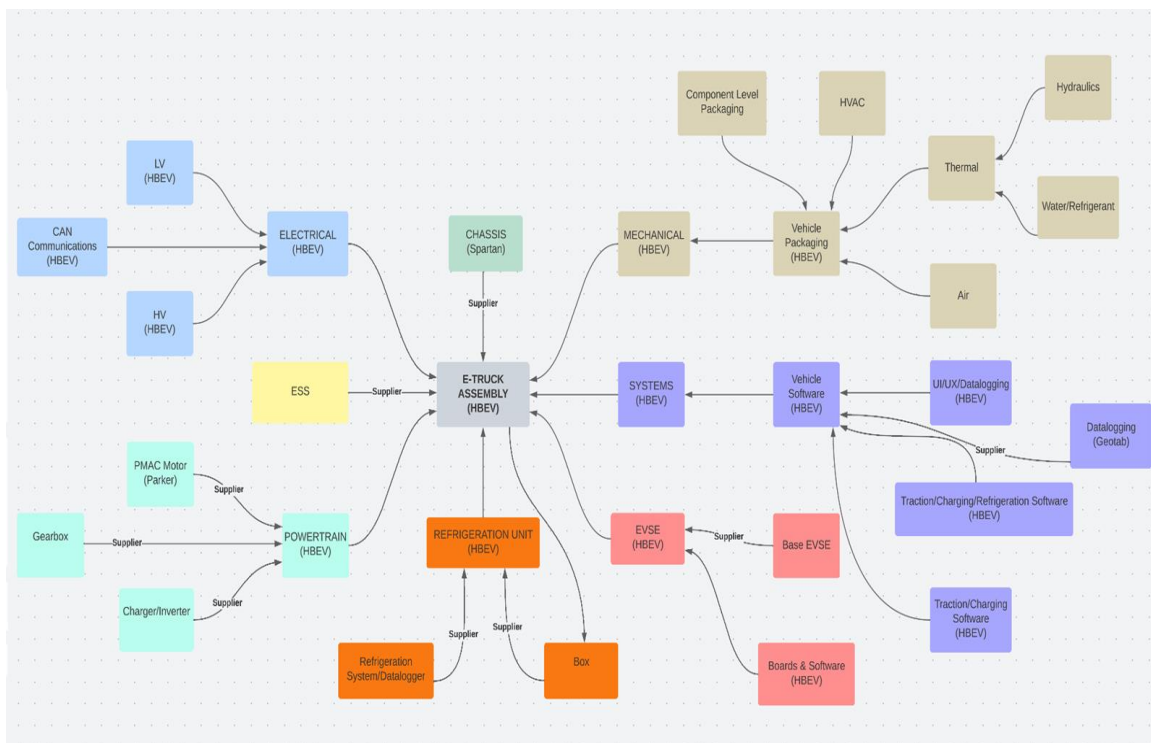 Hydraulics
Component Level
Packaging
HVAC
LV
(HBEV)
Thermal
Water/Refrigerant
CAN
Communications
(HBEV)
ELECTRICAL
(HBEV)
CHASSIS
(Spartan)
MECHANICAL
(HBEV)
Vehicle
Packaging
(HBEV)
Air
HV
(HBEV)
Supplier
ESS
Supplier
E-TRUCK
ASSEMBLY
(HBEV)
SYSTEMS
(HBEV)
Vehicle
Software
(HBEV)
UI/UX/Datalogging
(HBEV)
Datalogging
(Geotab)
Supplier
PMAC Motor
(Parker)
Supplier
Traction/Charging/Refrigeration Software
(HBEV)
Gearbox
Supplier
POWERTRAIN
(HBEV)
REFRIGERATION UNIT
(HBEV)
EVSE
(HBEV)
Supplier
Base EVSE
Charger/Inverter
Supplier
Supplier
Supplier
Traction/Charging
Software
(HBEV)
Refrigeration
System/Datalogger
Box
Boards & Software
(HBEV)